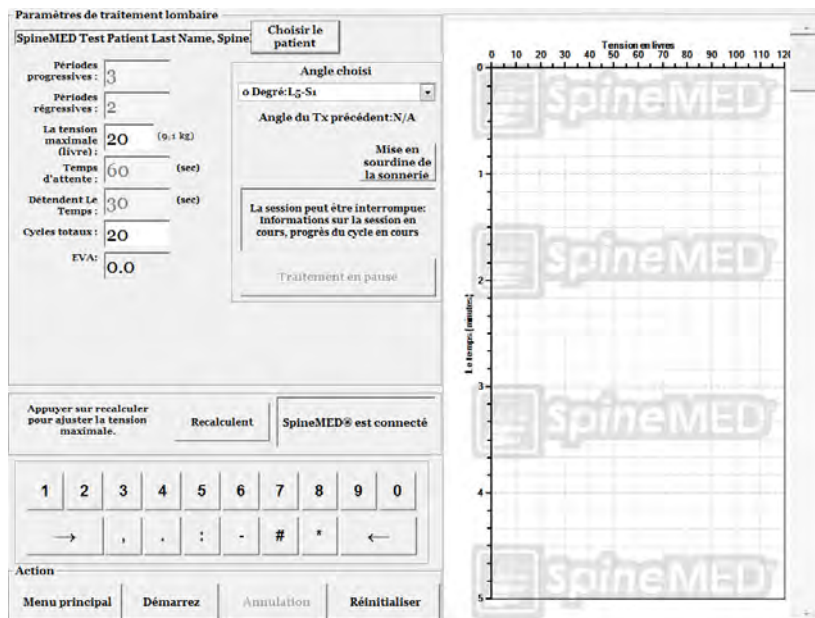 Paramètres de traitement lombaire
SpineMED Test Patient Last Name, Spine
Choisir le
patient
Périodes
progressives :
3
Périodes
régressives :
2
La tension
maximale
(livre) :
20
(9,1 kg)
Temps
d'attente :
60
(sec)
Détendent Le
Temps :
30
(sec)
Cycles totaux :
20
EVA:
0.0
Angle choisi
0 Degré:L5-S1
Angle du Tx précédent:N/A
Mise en
sourdine de
la sonnerie
La session peut être interrompue:
Informations sur la session en
cours, progrès du cycle en cours
Traitement en pause
Appuyer sur recalculer
pour ajuster la tension
maximale.
Recalculent
SpineMED® est connecté
1 2 3 4 5 6 7 8 9 0
→ , . : - # * ←
Action
Menu principal
Démarrez
Annulation
Réinitialiser
Tension en livres
0 10 20 30 40 50 60 70 80 90 100 110 120
Le temps (minutes)
0
1
2
3
4
5
SpineMED
SpineMED
SpineMED
SpineMED